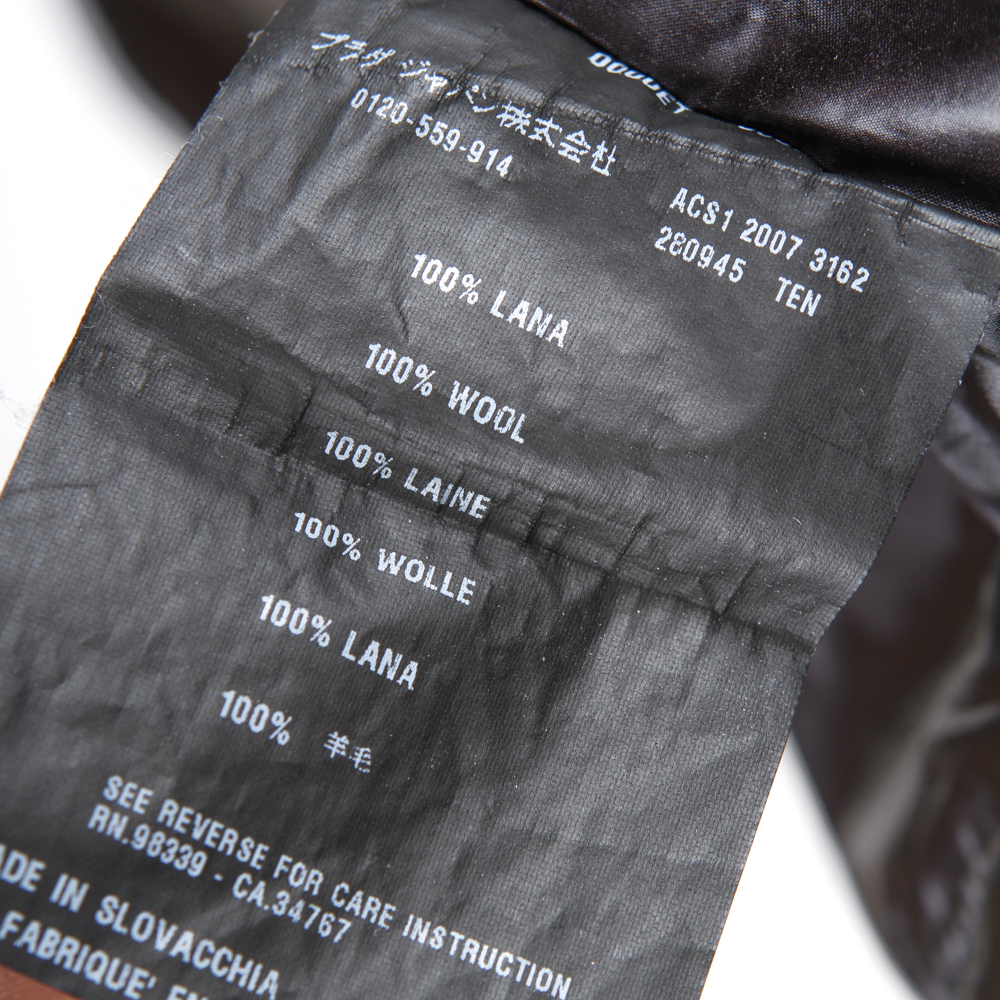 プラダ ジャパン株式会社
0120-559-914
ACS1 2007 3162
280945 TEN
100% LANA
100% WOOL
100% LAINE
100% WOLLE
100% LANA
100% 羊毛
SEE REVERSE FOR CARE INSTRUCTION
RN.98339 - CA.34767
ADE IN SLOVACCHIA
FABRIQUE'